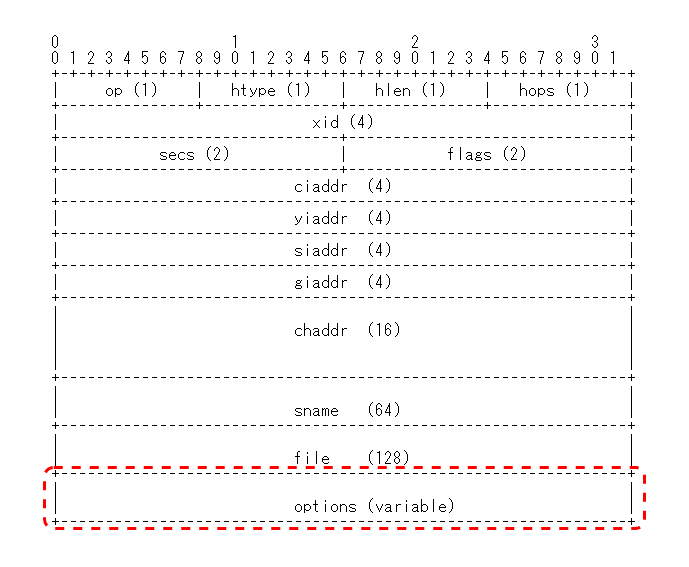 0                   1                   2                   3
0 1 2 3 4 5 6 7 8 9 0 1 2 3 4 5 6 7 8 9 0 1 2 3 4 5 6 7 8 9 0 1
op (1) | htype (1) | hlen (1) | hops (1)
xid (4)
secs (2) | flags (2)
ciaddr (4)
yiaddr (4)
siaddr (4)
giaddr (4)
chaddr (16)
sname (64)
file (128)
options (variable)